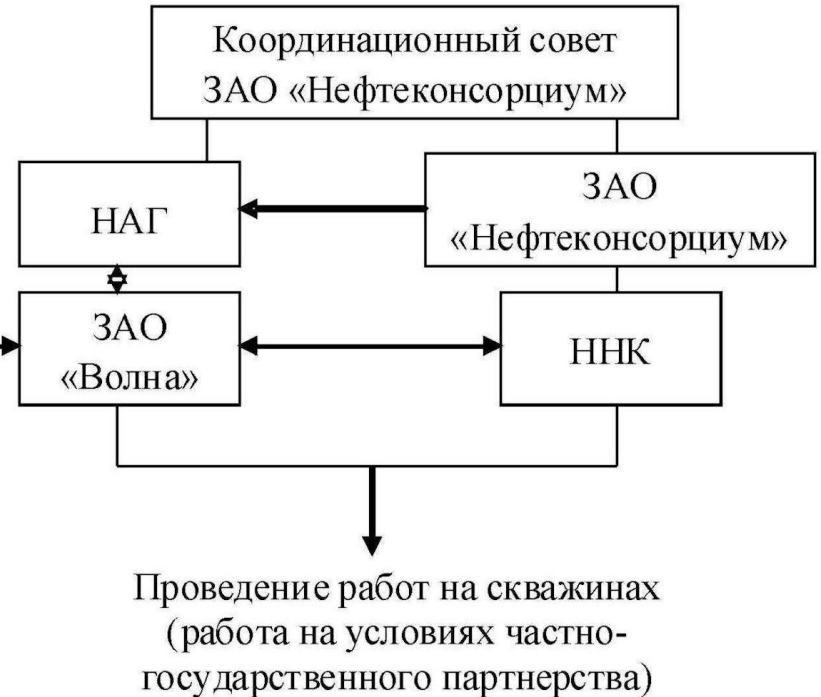 Координационный совет
ЗАО «Нефтеконсорциум»
НАГ
ЗАО
«Нефтеконсорциум»
ЗАО
«Волна»
ННК
Проведение работ на скважинах
(работа на условиях частно-
государственного партнерства)